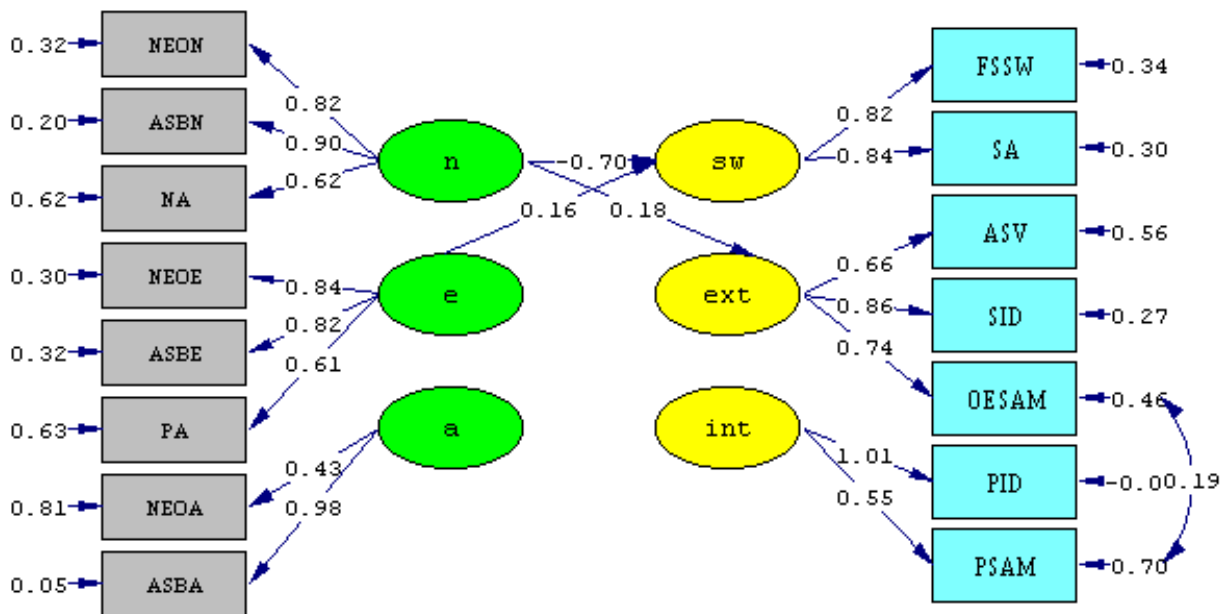 0.32 NEON
0.20 ASBN
0.62 NA
0.30 NEOE
0.32 ASBE
0.63 PA
0.81 NEOA
0.05 ASBA
0.82
0.90
0.62
0.84
0.82
0.61
0.43
0.98
n
e
a
-0.70
0.16 0.18
sw
ext
int
0.82
0.84
0.66
0.86
0.74
1.01
0.55
FSSW 0.34
SA 0.30
ASV 0.56
SID 0.27
OESAM 0.46
PID -0.0
PSAM 0.70
0.19